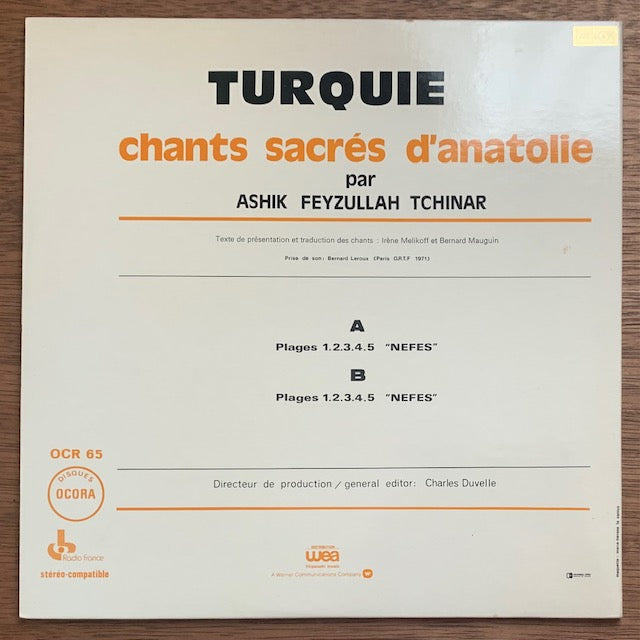 TURQUIE
chants sacrés d'anatolie
par
ASHIK FEYZULLAH TCHINAR
Texte de présentation et traduction des chants : Irène Melikoff et Bernard Mauguin
Prise de son: Bernard Leroux (Paris O.R.T.F 1971)
A
Plages 1.2.3.4.5 "NEFES"
B
Plages 1.2.3.4.5 "NEFES"
OCR 65
DISQUES
OCORA
Directeur de production / general editor: Charles Duvelle
Radio france
stéréo-compatible
wea
filipacchi music
A Warner Communications Company